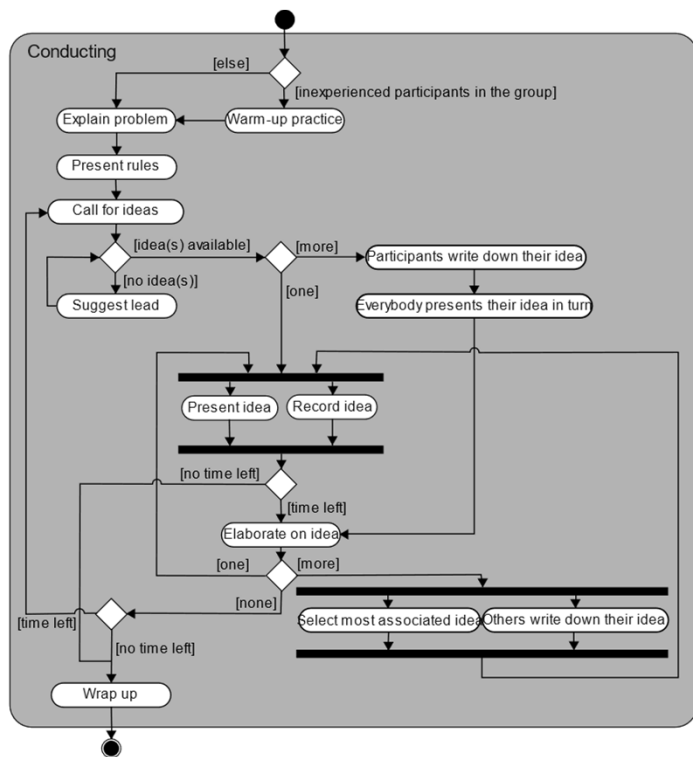 Conducting
[else]
[inexperienced participants in the group]
Explain problem
Warm-up practice
Present rules
Call for ideas
[idea(s) available]
[more]
Participants write down their idea
[no idea(s)]
[one]
Suggest lead
Everybody presents their idea in turn
Present idea
Record idea
[no time left]
[time left]
Elaborate on idea
[one]
[more]
[none]
Select most associated idea
Others write down their idea
[time left]
[no time left]
Wrap up